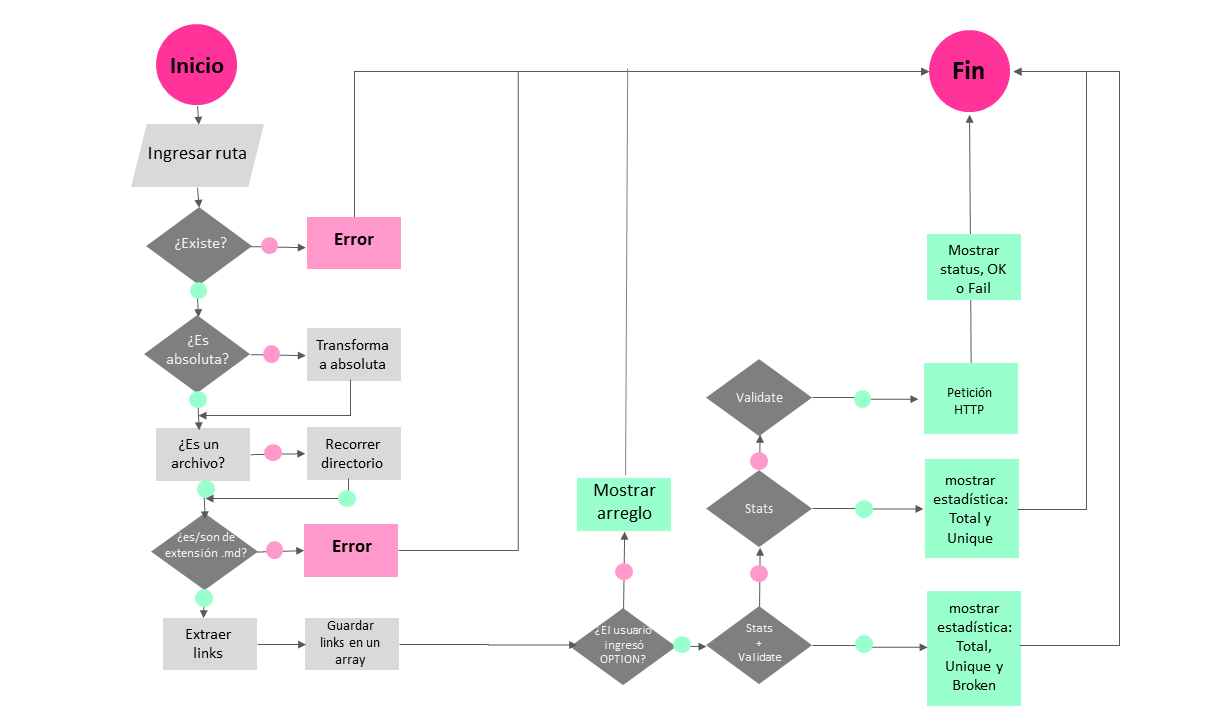 Inicio
Fin
Ingresar ruta
¿Existe?
Error
Mostrar
status, OK
o Fail
¿Es
absoluta?
Transforma
a absoluta
Validate
Petición
HTTP
¿Es un
archivo?
Recorrer
directorio
Mostrar
arreglo
Stats
mostrar
estadística:
Total y
Unique
¿es/son de
extensión .md?
Error
Extraer
links
Guardar
links en un
array
¿El usuario
ingresó
OPTION?
Stats
+
Validate
mostrar
estadística:
Total,
Unique y
Broken